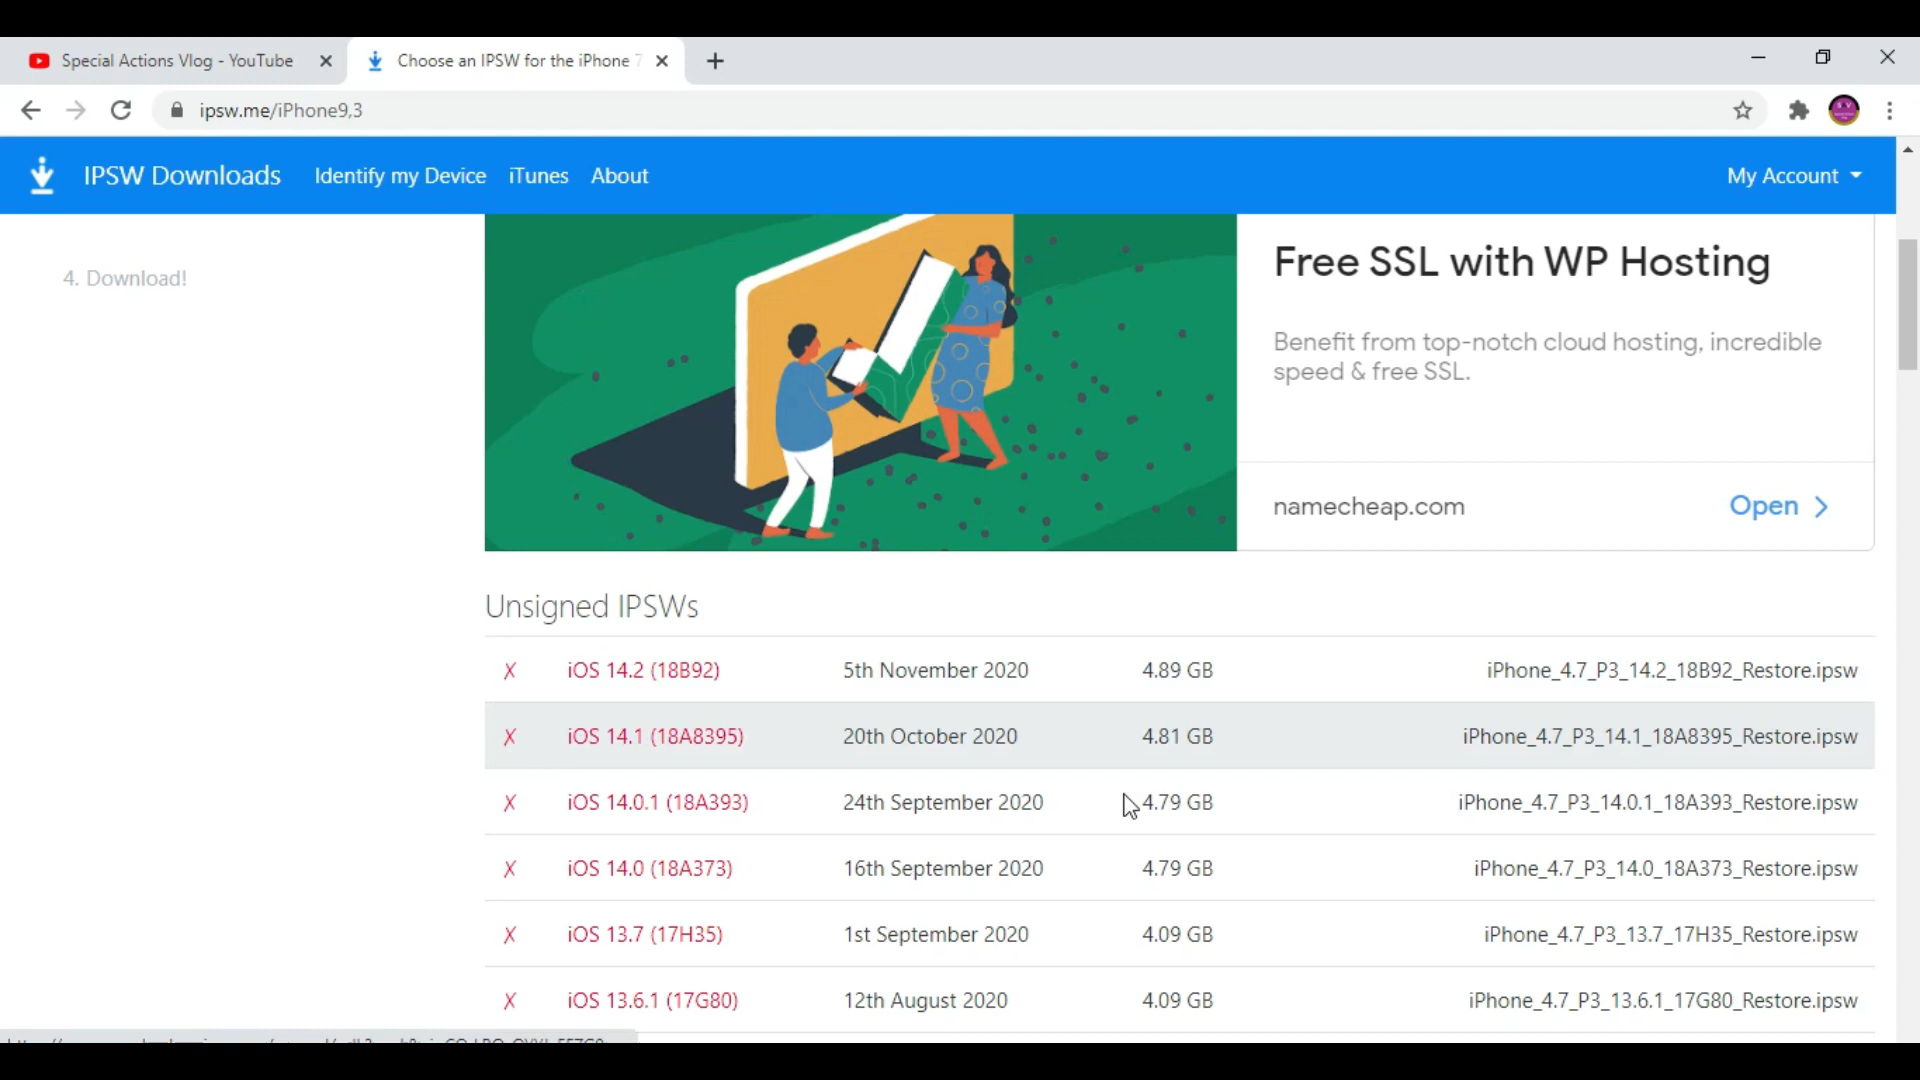 Special Actions Vlog - YouTube
Choose an IPSW for the iPhone 7
ipsw.me/iPhone9,3
IPSW Downloads Identify my Device iTunes About My Account
4. Download!
Free SSL with WP Hosting
Benefit from top-notch cloud hosting, incredible
speed & free SSL.
namecheap.com Open
Unsigned IPSWs
X iOS 14.2 (18B92) 5th November 2020 4.89 GB iPhone_4.7_P3_14.2_18B92_Restore.ipsw
X iOS 14.1 (18A8395) 20th October 2020 4.81 GB iPhone_4.7_P3_14.1_18A8395_Restore.ipsw
X iOS 14.0.1 (18A393) 24th September 2020 4.79 GB iPhone_4.7_P3_14.0.1_18A393_Restore.ipsw
X iOS 14.0 (18A373) 16th September 2020 4.79 GB iPhone_4.7_P3_14.0_18A373_Restore.ipsw
X iOS 13.7 (17H35) 1st September 2020 4.09 GB iPhone_4.7_P3_13.7_17H35_Restore.ipsw
X iOS 13.6.1 (17G80) 12th August 2020 4.09 GB iPhone_4.7_P3_13.6.1_17G80_Restore.ipsw